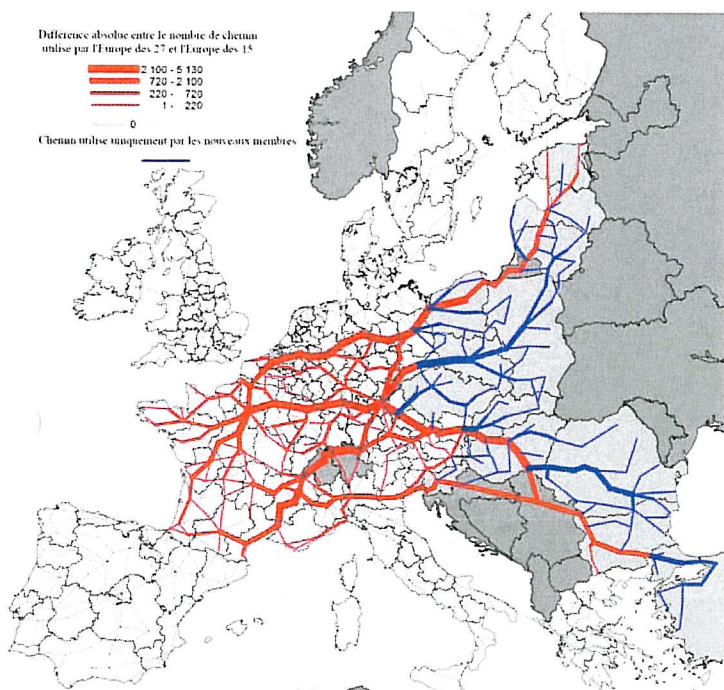 Différence absolue entre le nombre de chemin
utilisé par l'Europe des 27 et l'Europe des 15
2 100 - 5 130
720 - 2 100
220 - 720
1 - 220
0
Chemin utilisé uniquement par les nouveaux membres